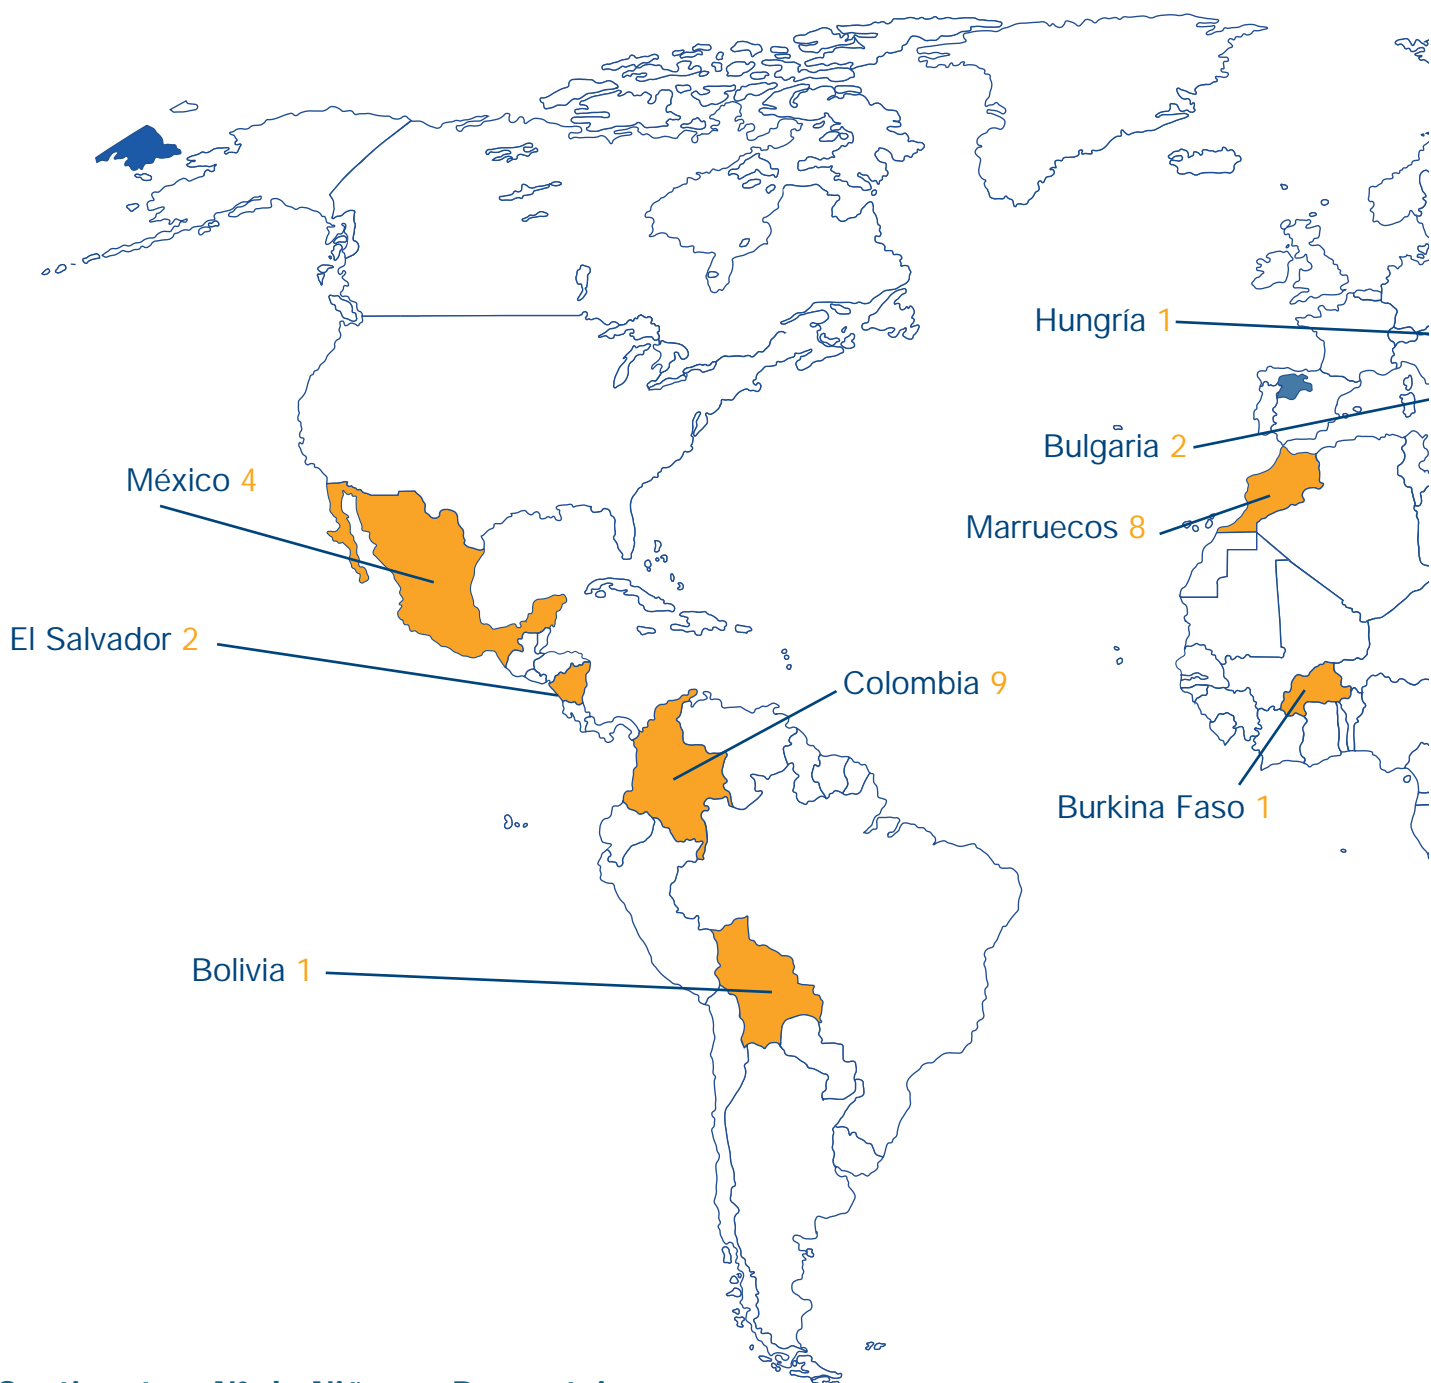 Hungría 1
Bulgaria 2
México 4
Marruecos 8
El Salvador 2
Colombia 9
Burkina Faso 1
Bolivia 1